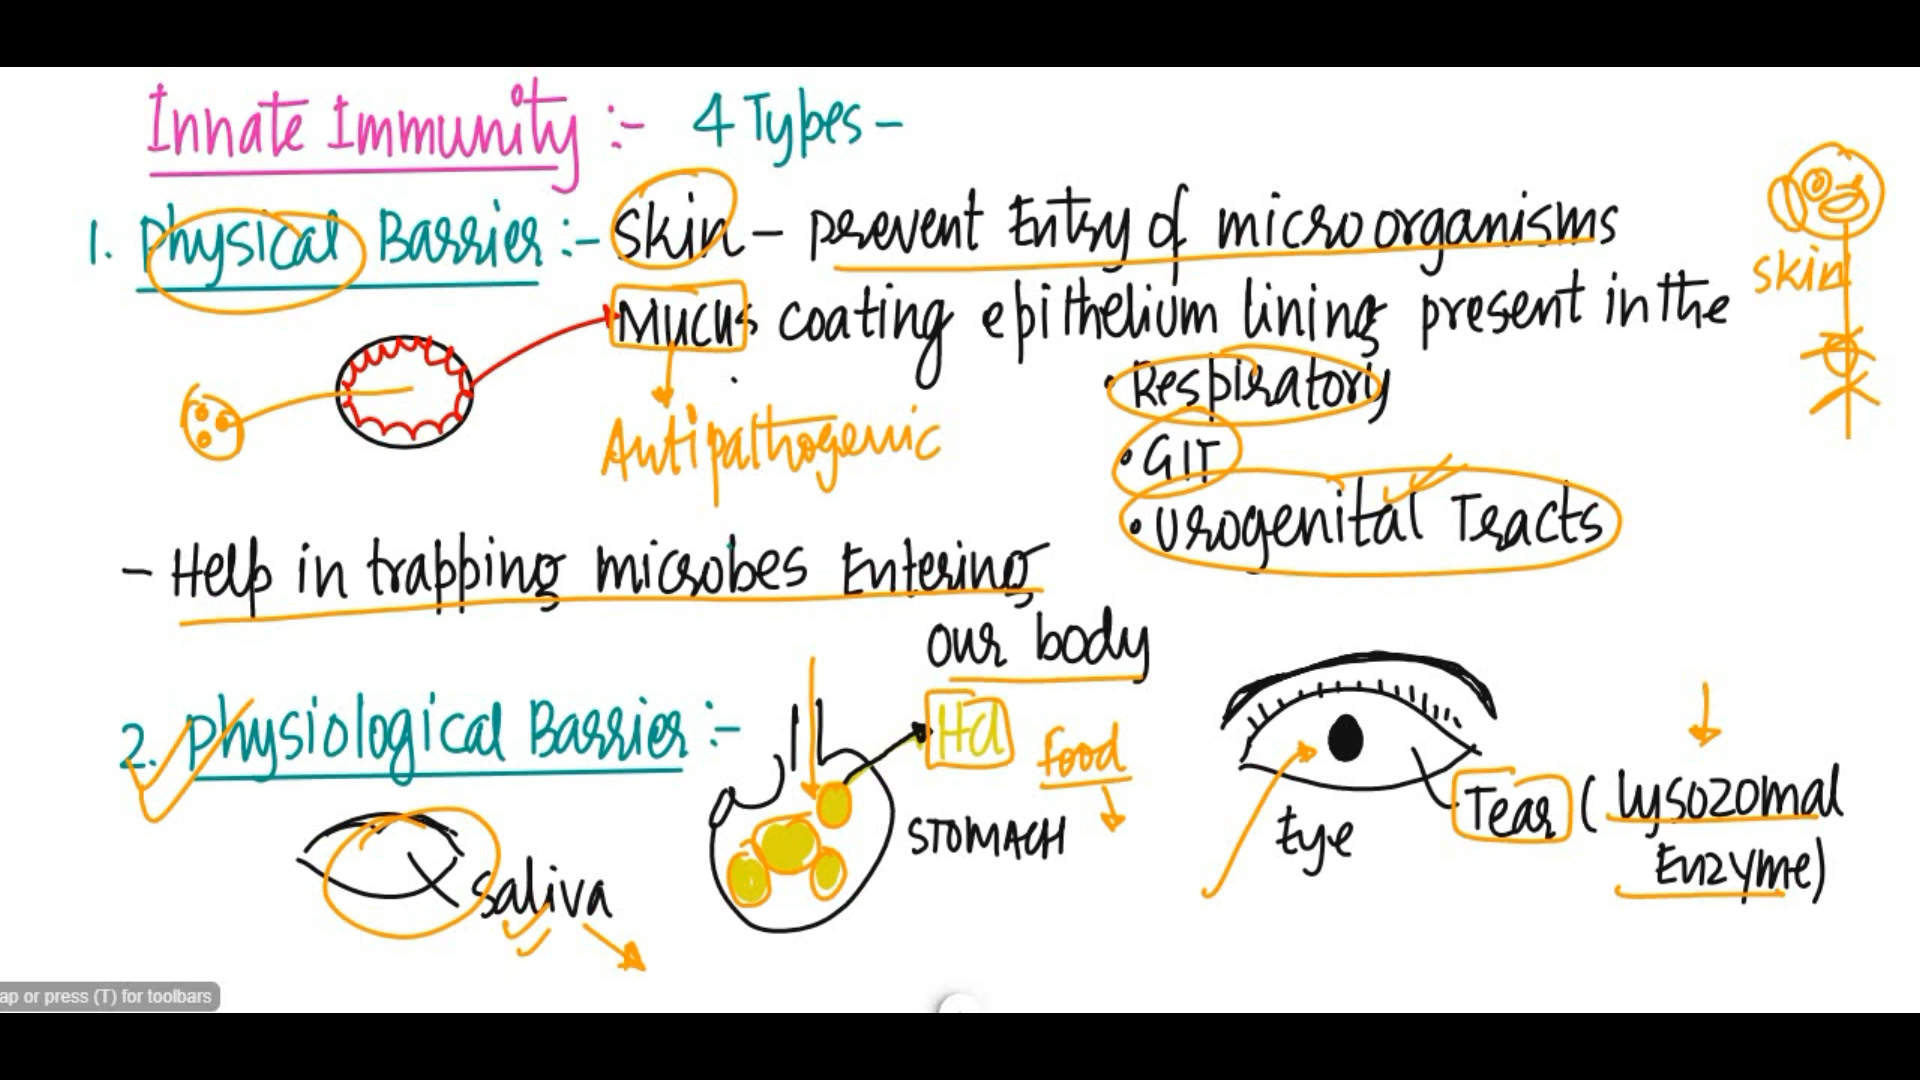 Innate Immunity :- 4 Types -
1. Physical Barrier :- Skin - prevent Entry of microorganisms
skin
Mucus coating epithelium lining present in the
• Respiratory
Antipathogenic
• GIT
• Urogenital Tracts
- Help in trapping microbes Entering
our body
2. Physiological Barrier :-
HCl
food
STOMACH
Eye
Tear (lysozomal
Enzyme)
saliva
ap or press (T) for toolbars